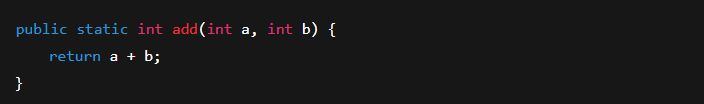 public static int add(int a, int b) {
    return a + b;
}